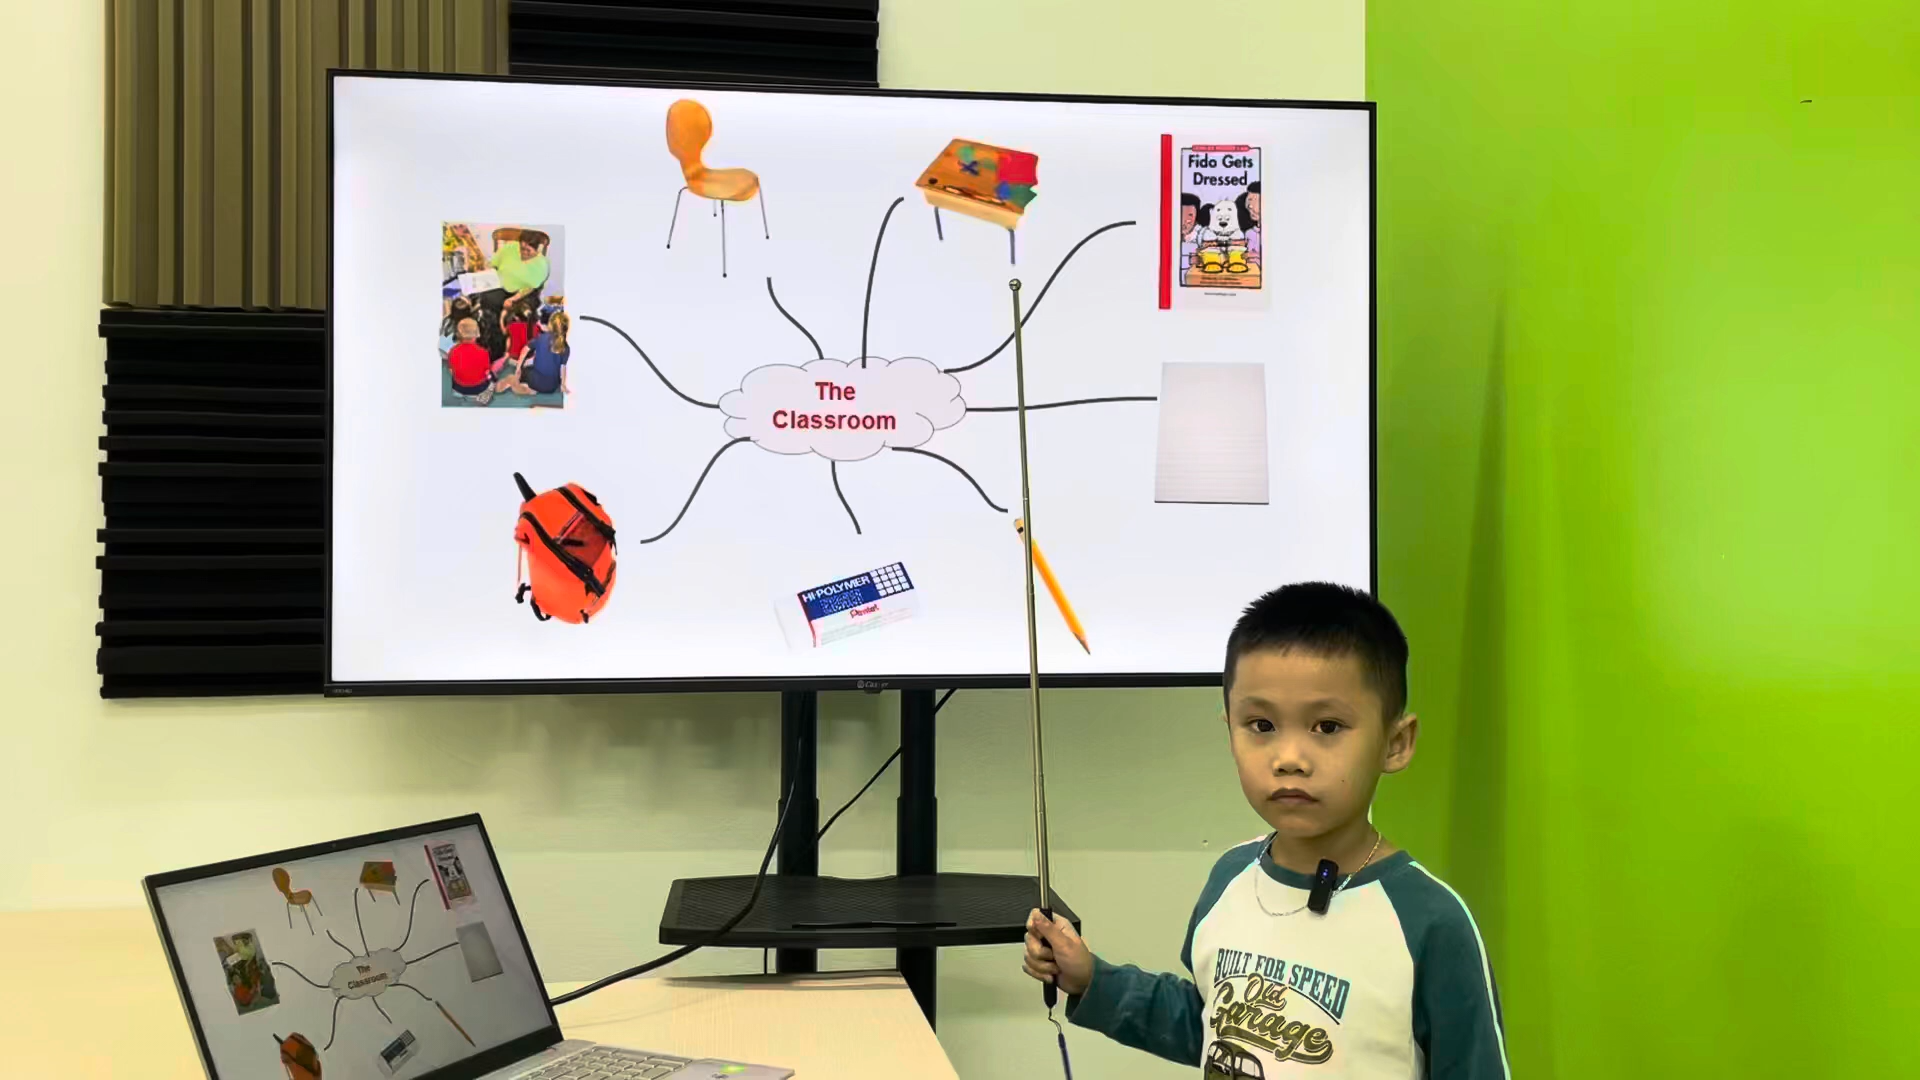 Fido Gets
Dressed
The
Classroom
HI-POLYMER
Pentel
BUILT FOR SPEED
Old
Garage
The
Classroom